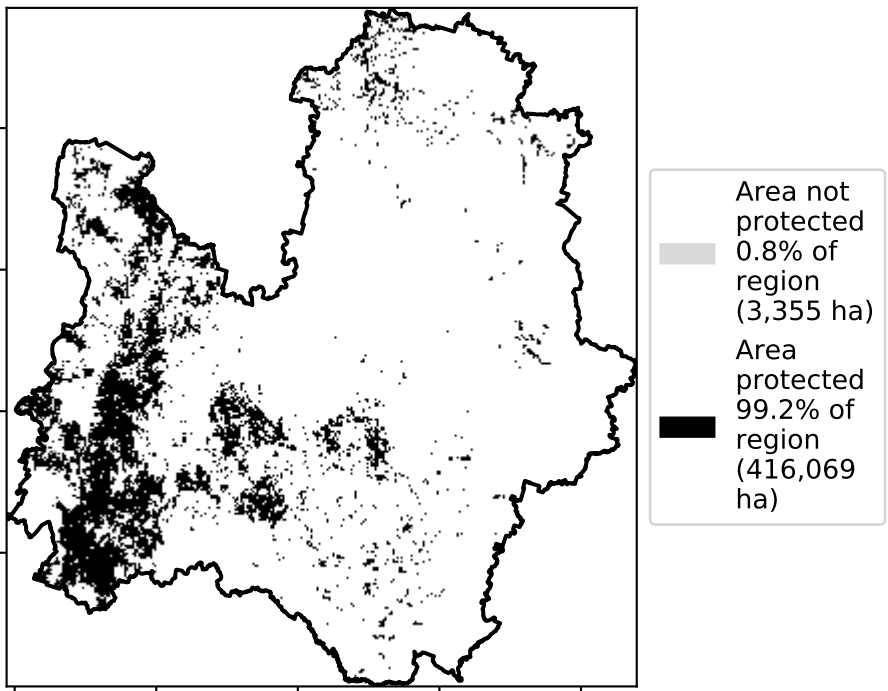 Area not
protected
0.8% of
region
(3,355 ha)
Area
protected
99.2% of
region
(416,069
ha)